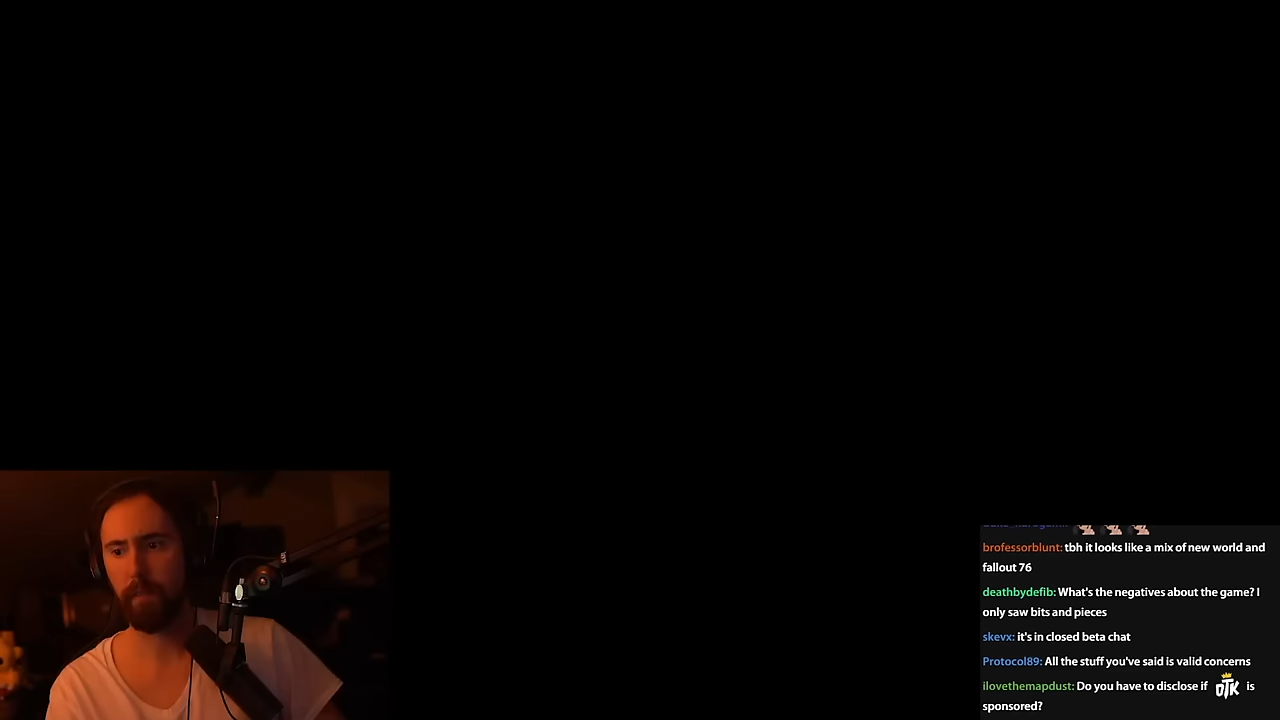 brofessorblunt: tbh it looks like a mix of new world and
fallout 76
deathbydefib: What's the negatives about the game? I
only saw bits and pieces
skevx: it's in closed beta chat
Protocol89: All the stuff you've said is valid concerns
ilovethemapdust: Do you have to disclose if OTK is
sponsored?